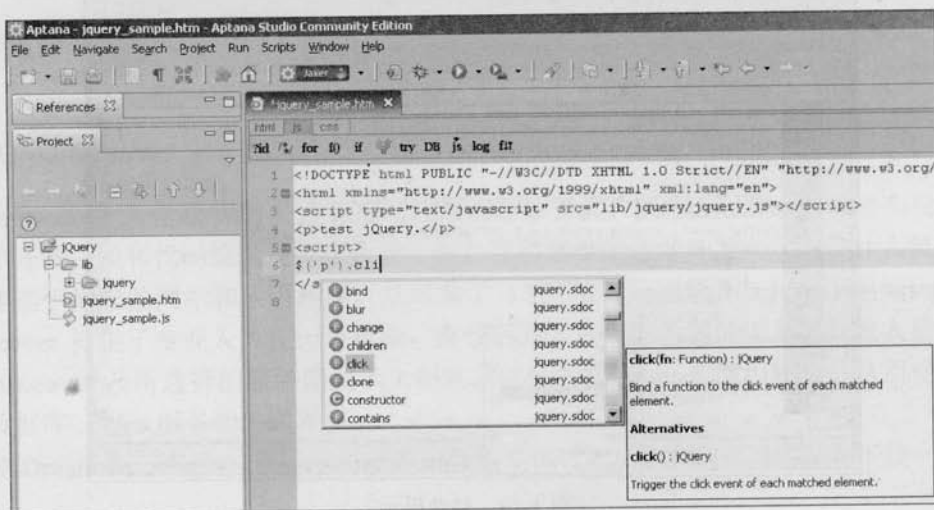 Aptana - jquery_sample.htm - Aptana Studio Community Edition
File Edit Navigate Search Project Run Scripts Window Help
Jaxer
References
Project
jQuery
lib
jquery
jquery_sample.htm
jquery_sample.js
*jquery_sample.htm
html js css
for f() if try DB js log
1 <!DOCTYPE html PUBLIC "-//W3C//DTD XHTML 1.0 Strict//EN" "http://www.w3.org/
2 <html xmlns="http://www.w3.org/1999/xhtml" xml:lang="en">
3 <script type="text/javascript" src="lib/jquery/jquery.js"></script>
4 <p>test jQuery.</p>
5 <script>
6 $('p').cli
7 </s
8
bind jquery.sdoc
blur jquery.sdoc
change jquery.sdoc
children jquery.sdoc
click jquery.sdoc
clone jquery.sdoc
constructor jquery.sdoc
contains jquery.sdoc
click(fn: Function) : jQuery
Bind a function to the click event of each matched
element.
Alternatives
click() : jQuery
Trigger the click event of each matched element.